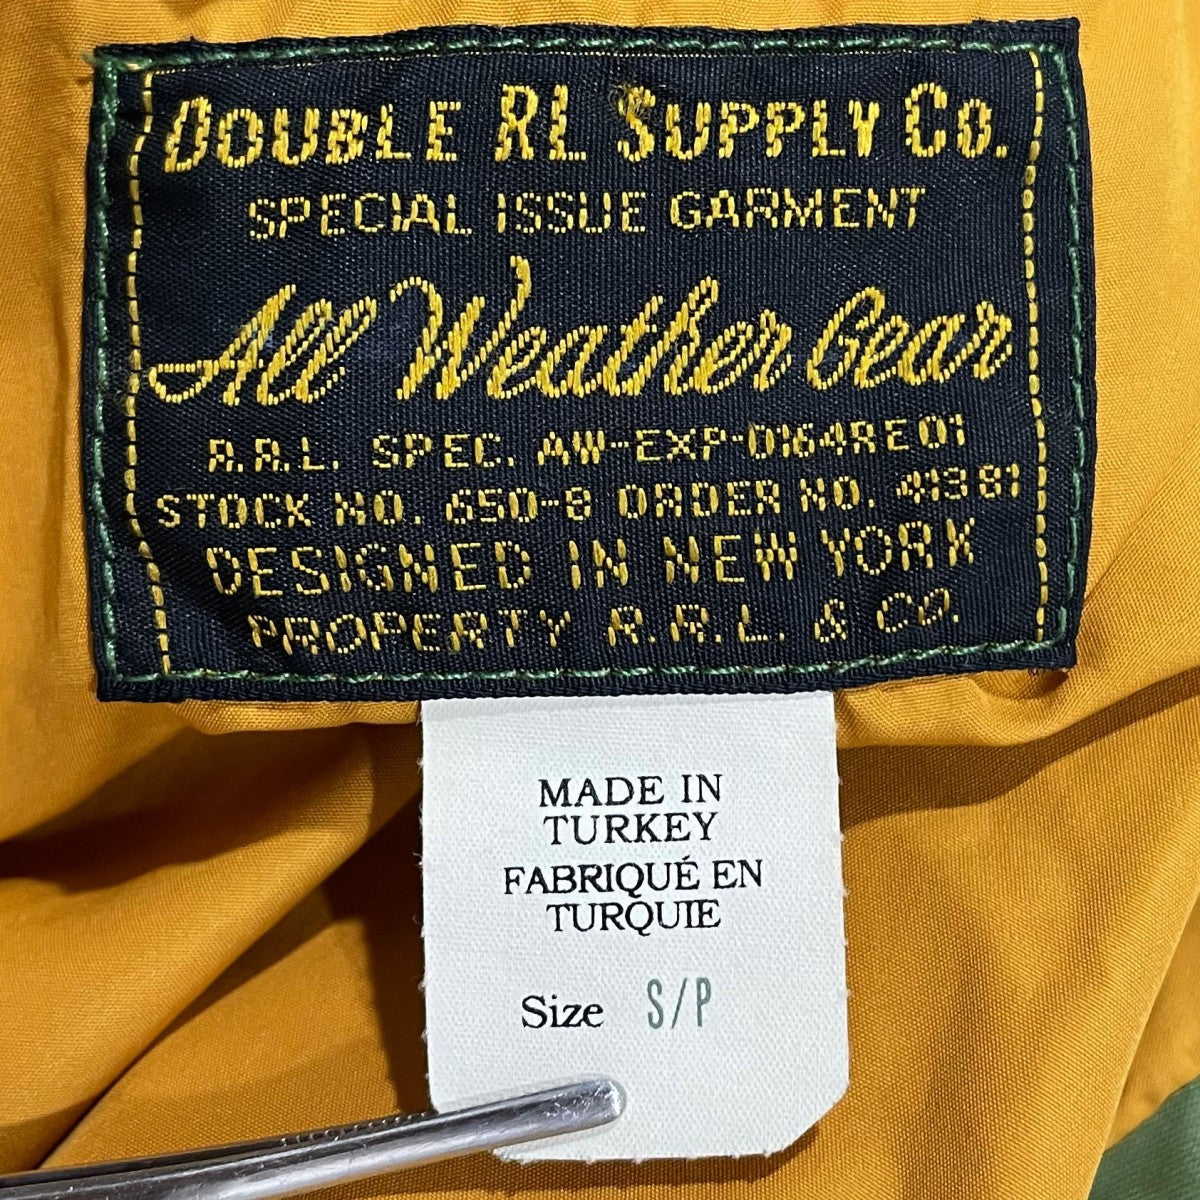 DOUBLE RL SUPPLY CO.
SPECIAL ISSUE GARMENT
All Weather Gear
R.R.L. SPEC. AW-EXP-0164RE01
STOCK NO. 650-8 ORDER NO. 41381
DESIGNED IN NEW YORK
PROPERTY R.R.L. & CO.
MADE IN
TURKEY
FABRIQUÉ EN
TURQUIE
Size S/P